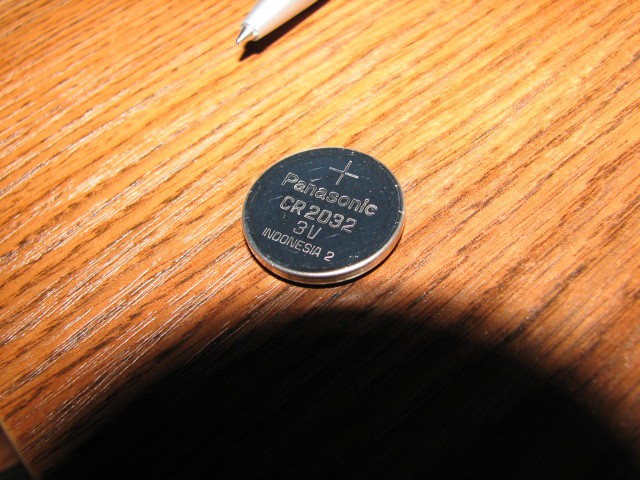 +
Panasonic
CR2032
3V
INDONESIA 2